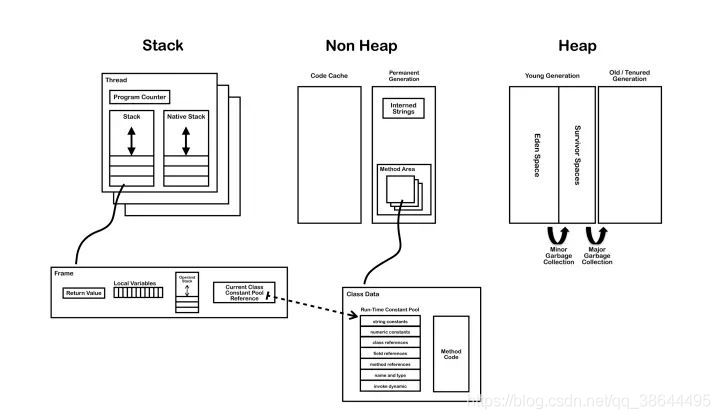 Stack
Non Heap
Heap
Thread
Program Counter
Stack
Native Stack
Code Cache
Permanent
Generation
Interned
Strings
Method Area
Young Generation
Old / Tenured
Generation
Eden Space
Survivor Spaces
Minor
Garbage
Collection
Major
Garbage
Collection
Frame
Return Value
Local Variables
Operand
Stack
Current Class
Constant Pool
Reference
Class Data
Run-Time Constant Pool
string constants
numeric constants
class references
field references
method references
name and type
invoke dynamic
Method
Code
https://blog.csdn.net/qq_38644495